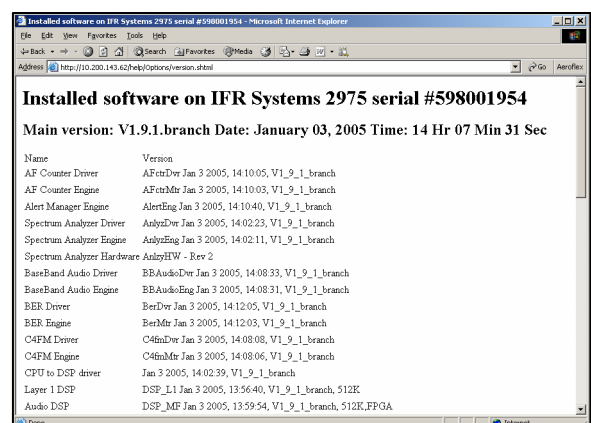 Installed software on IFR Systems 2975 serial #598001954 - Microsoft Internet Explorer
File Edit View Favorites Tools Help
Back Search Favorites Media
Address http://10.200.143.62/help/Options/version.shtml Go Aeroflex
Installed software on IFR Systems 2975 serial #598001954
Main version: V1.9.1.branch Date: January 03, 2005 Time: 14 Hr 07 Min 31 Sec
Name Version
AF Counter Driver AFctrDvr Jan 3 2005, 14:10:05, V1_9_1_branch
AF Counter Engine AFctrMtr Jan 3 2005, 14:10:03, V1_9_1_branch
Alert Manager Engine AlertEng Jan 3 2005, 14:10:40, V1_9_1_branch
Spectrum Analyzer Driver AnlyzDvr Jan 3 2005, 14:02:23, V1_9_1_branch
Spectrum Analyzer Engine AnlyzEng Jan 3 2005, 14:02:11, V1_9_1_branch
Spectrum Analyzer Hardware AnlzyHW - Rev 2
BaseBand Audio Driver BBAudioDvr Jan 3 2005, 14:08:33, V1_9_1_branch
BaseBand Audio Engine BBAudioEng Jan 3 2005, 14:08:31, V1_9_1_branch
BER Driver BerDvr Jan 3 2005, 14:12:05, V1_9_1_branch
BER Engine BerMtr Jan 3 2005, 14:12:03, V1_9_1_branch
C4FM Driver C4fmDvr Jan 3 2005, 14:08:08, V1_9_1_branch
C4FM Engine C4fmMtr Jan 3 2005, 14:08:06, V1_9_1_branch
CPU to DSP driver Jan 3 2005, 14:02:39, V1_9_1_branch
Layer 1 DSP DSP_L1 Jan 3 2005, 13:56:40, V1_9_1_branch, 512K
Audio DSP DSP_MF Jan 3 2005, 13:59:54, V1_9_1_branch, 512K,FPGA
Done Internet